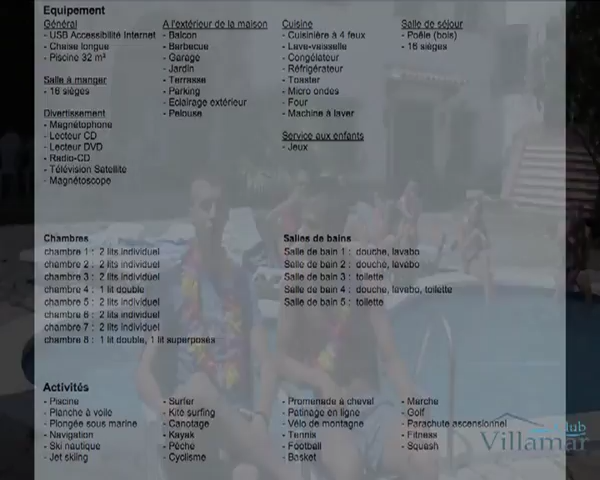 Equipement
Général
- USB Accessibilité Internet
- Chaise longue
- Piscine 32 m²
Salle à manger
- 16 sièges
Divertissement
- Magnétophone
- Lecteur CD
- Lecteur DVD
- Radio-CD
- Télévision Satellite
- Magnétoscope
A l'extérieur de la maison
- Balcon
- Barbecue
- Garage
- Jardin
- Terrasse
- Parking
- Eclairage extérieur
- Pelouse
Cuisine
- Cuisinière à 4 feux
- Lave-vaisselle
- Congélateur
- Réfrigérateur
- Toaster
- Micro ondes
- Four
- Machine à laver
Service aux enfants
- Jeux
Salle de séjour
- Poêle (bois)
- 16 sièges
Chambres
chambre 1 : 2 lits individuel
chambre 2 : 2 lits individuel
chambre 3 : 2 lits individuel
chambre 4 : 1 lit double
chambre 5 : 2 lits individuel
chambre 6 : 2 lits individuel
chambre 7 : 2 lits individuel
chambre 8 : 1 lit double, 1 lit superposés
Salles de bains
Salle de bain 1 : douche, lavabo
Salle de bain 2 : douche, lavabo
Salle de bain 3 : toilette
Salle de bain 4 : douche, lavabo, toilette
Salle de bain 5 : toilette
Activités
- Piscine
- Planche à voile
- Plongée sous marine
- Navigation
- Ski nautique
- Jet skiing
- Surfer
- Kite surfing
- Canotage
- Kayak
- Pêche
- Cyclisme
- Promenade à cheval
- Patinage en ligne
- Vélo de montagne
- Tennis
- Football
- Basket
- Marche
- Golf
- Parachute ascensionnel
- Fitness
- Squash
Club
Villamar